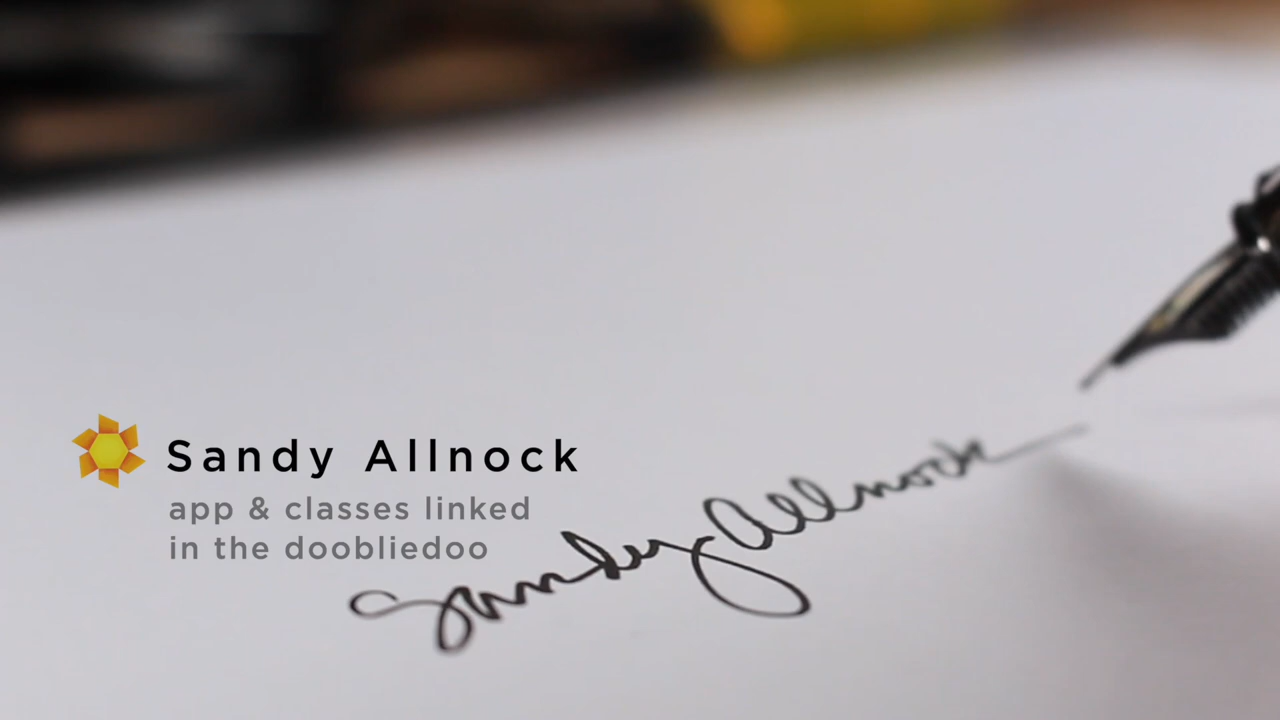 Sandy Allnock
app & classes linked
in the doobliedoo
Sandy Allnock